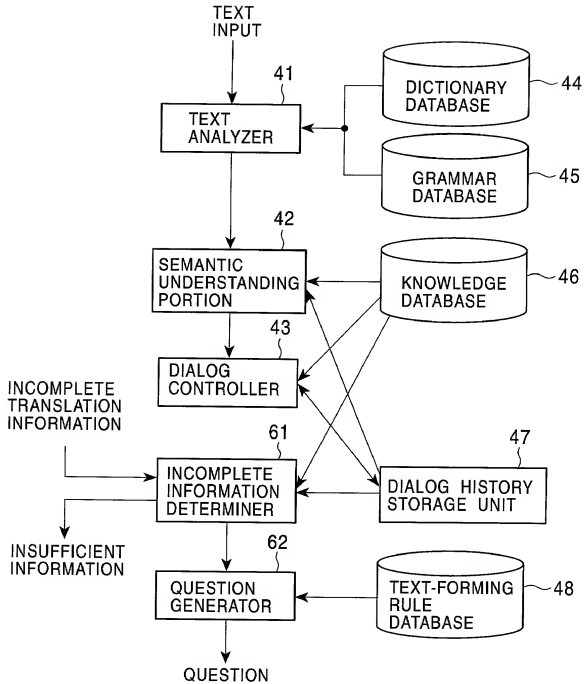 TEXT
INPUT
41
TEXT
ANALYZER
DICTIONARY
DATABASE
44
GRAMMAR
DATABASE
45
42
SEMANTIC
UNDERSTANDING
PORTION
KNOWLEDGE
DATABASE
46
43
DIALOG
CONTROLLER
INCOMPLETE
TRANSLATION
INFORMATION
61
INCOMPLETE
INFORMATION
DETERMINER
47
DIALOG HISTORY
STORAGE UNIT
INSUFFICIENT
INFORMATION
62
QUESTION
GENERATOR
TEXT-FORMING
RULE
DATABASE
48
QUESTION